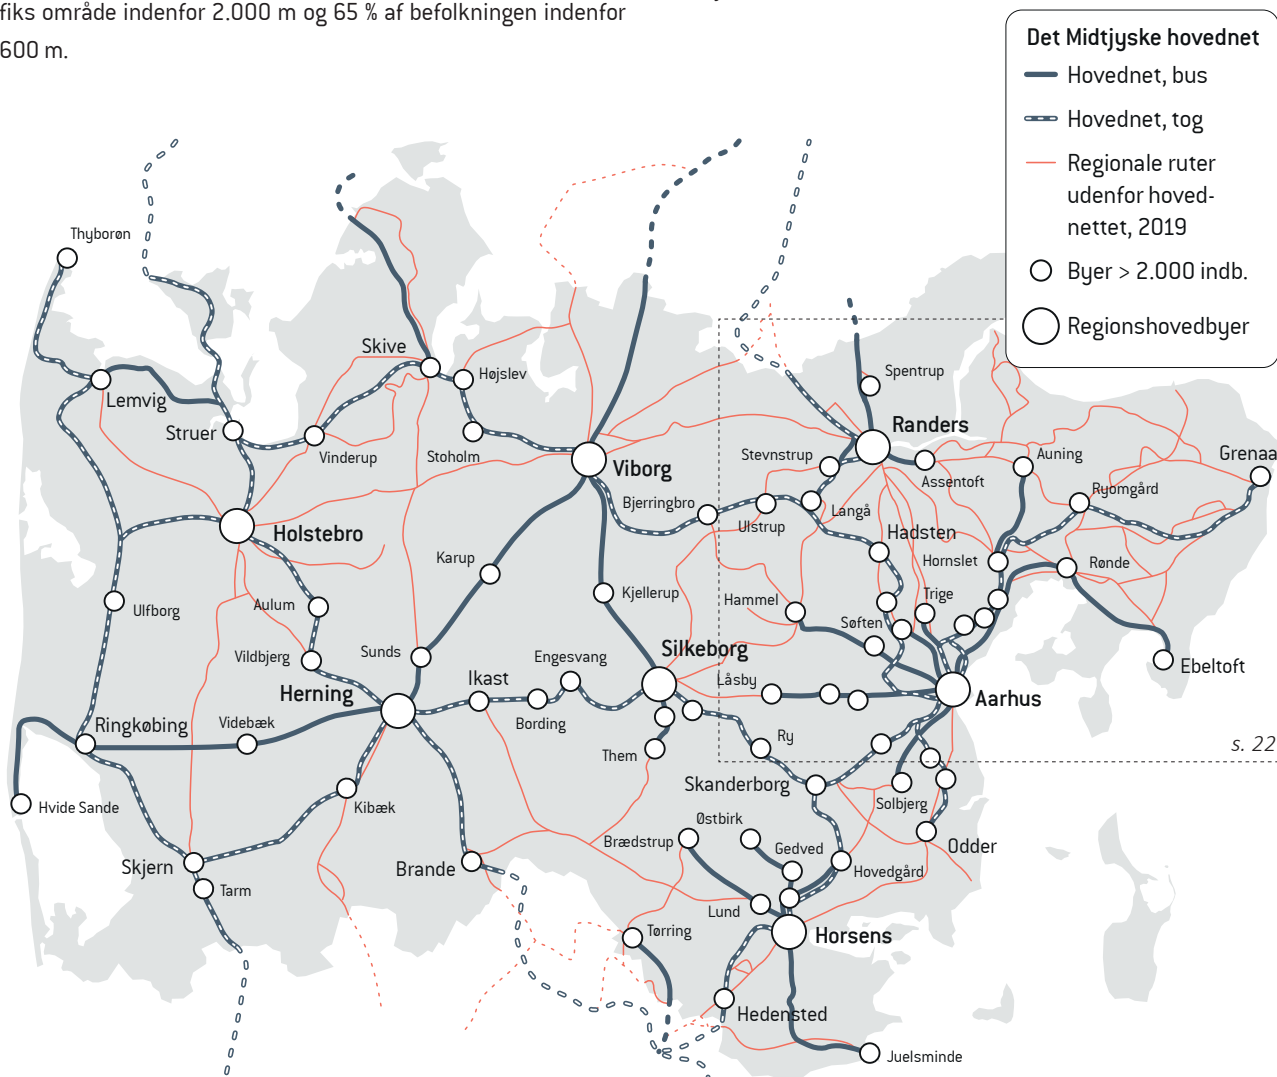 fiks område indenfor 2.000 m og 65 % af befolkningen indenfor
600 m.
Det Midtjyske hovednet
Hovednet, bus
Hovednet, tog
Regionale ruter
udenfor hoved-
nettet, 2019
Byer > 2.000 indb.
Regionshovedbyer
Thyborøn
Skive
Højslev
Spentrup
Lemvig
Struer
Vinderup
Stoholm
Viborg
Randers
Stevnstrup
Assentoft
Auning
Grenaa
Ryomgård
Bjerringbro
Ulstrup
Langå
Holstebro
Hadsten
Hornslet
Rønde
Karup
Kjellerup
Hammel
Trige
Ulfborg
Aulum
Søften
Vildbjerg
Sunds
Engesvang
Silkeborg
Ebeltoft
Herning
Ikast
Låsby
Aarhus
Ringkøbing
Videbæk
Bording
Them
Ry
s. 22
Skanderborg
Hvide Sande
Kibæk
Solbjerg
Østbirk
Brædstrup
Gedved
Odder
Skjern
Brande
Hovedgård
Tarm
Lund
Tørring
Horsens
Hedensted
Juelsminde